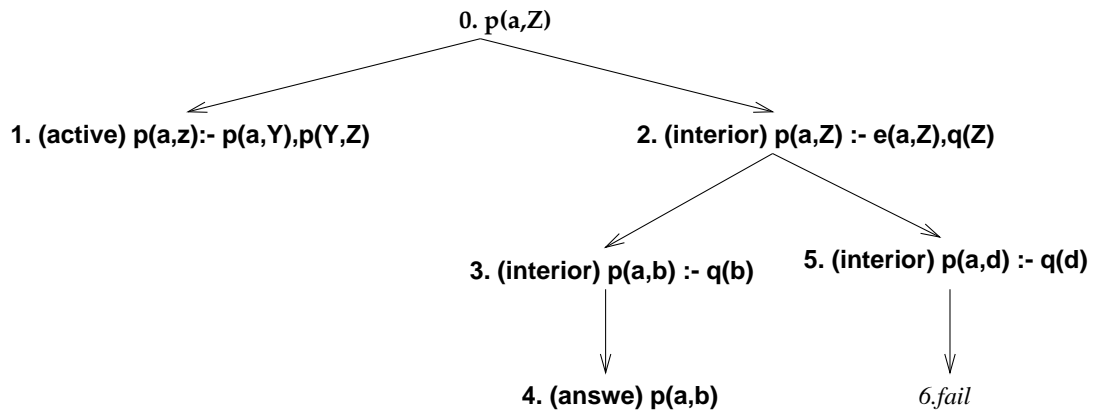 0. p(a,Z)
1. (active) p(a,z):- p(a,Y),p(Y,Z)
2. (interior) p(a,Z) :- e(a,Z),q(Z)
3. (interior) p(a,b) :- q(b)
5. (interior) p(a,d) :- q(d)
4. (answe) p(a,b)
6.fail